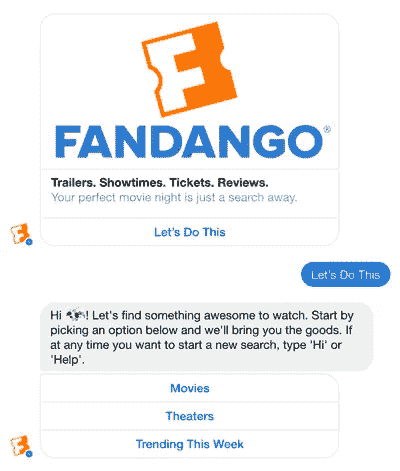 F
FANDANGO®
Trailers. Showtimes. Tickets. Reviews.
Your perfect movie night is just a search away.
Let's Do This
Let's Do This
Hi ! Let's find something awesome to watch. Start by
picking an option below and we'll bring you the goods. If
at any time you want to start a new search, type 'Hi' or
'Help'.
Movies
Theaters
Trending This Week